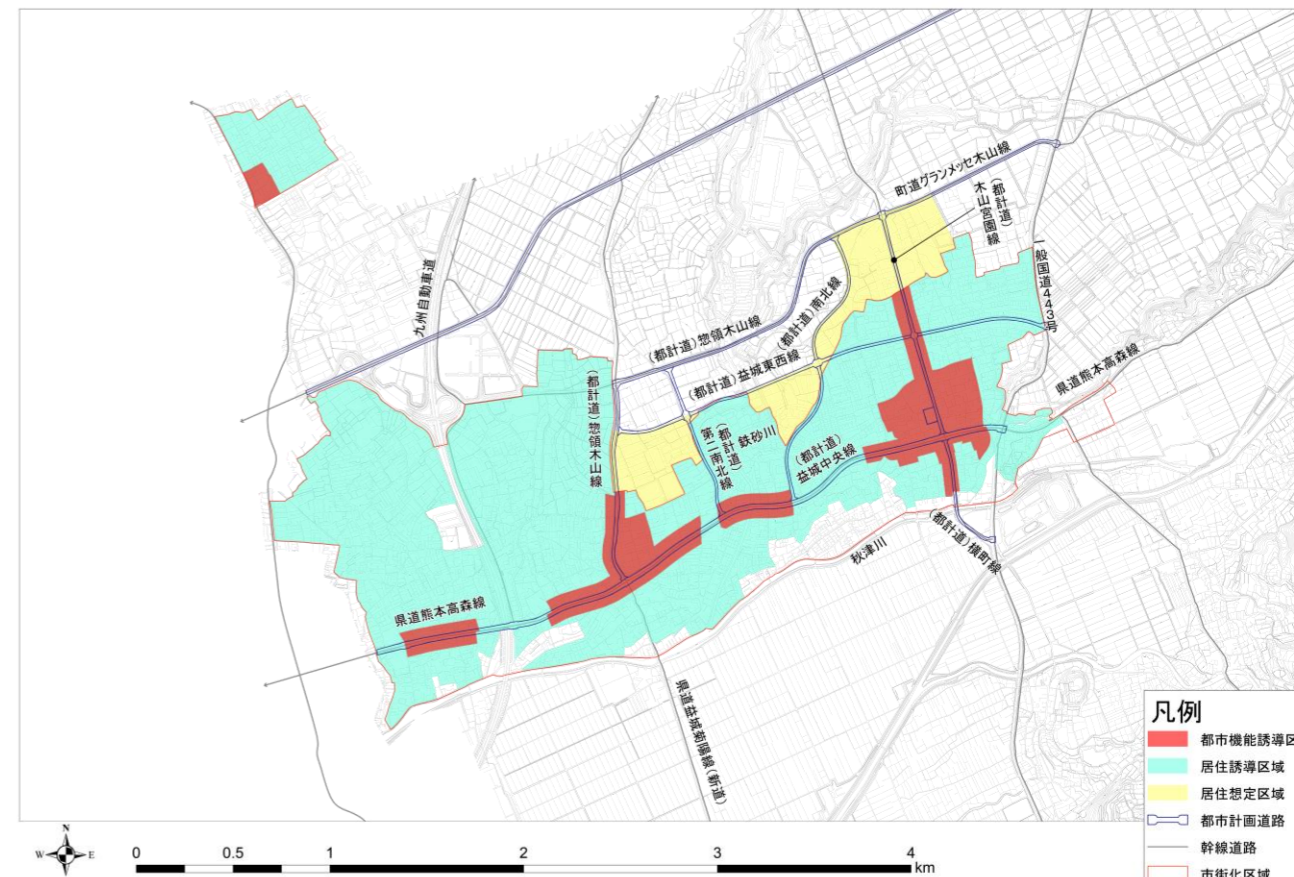 町道グランメッセ木山線
(都計道)
木山宮園線
一般国道443号
九州自動車道
(都計道)南北線
(都計道)惣領木山線
(都計道)益城東西線
県道熊本高森線
(都計道)惣領木山線
(都計道)
第二南北線
鉄砂川
(都計道)
益城中央線
(都計道)横町線
秋津川
県道熊本高森線
県道益城菊陽線(新道)
凡例
都市機能誘導区
居住誘導区域
居住想定区域
都市計画道路
幹線道路
市街化区域
N
W E
S
0 0.5 1 2 3 4
km